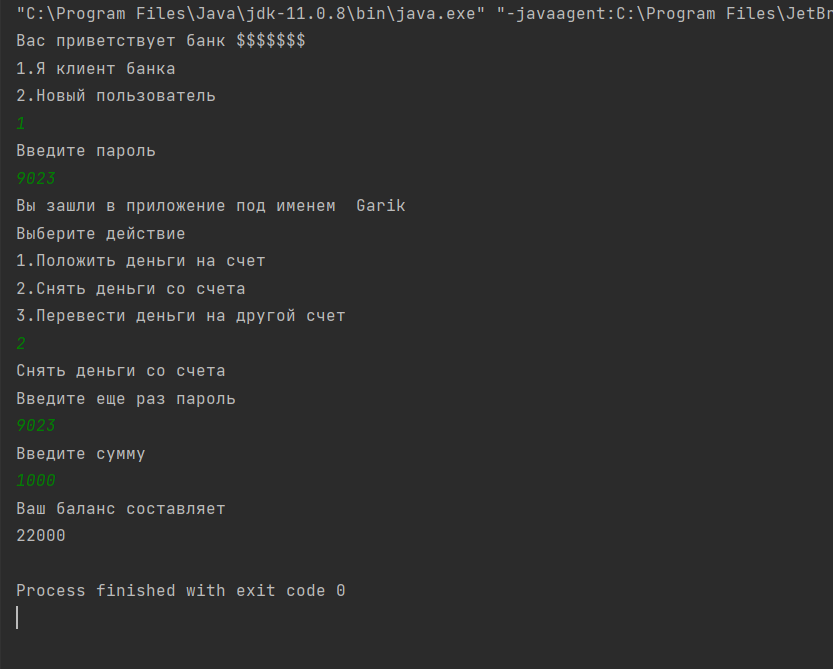 "C:\Program Files\Java\jdk-11.0.8\bin\java.exe" "-javaagent:C:\Program Files\JetBr
Вас приветствует банк $$$$$$$
1.Я клиент банка
2.Новый пользователь
1
Введите пароль
9023
Вы зашли в приложение под именем  Garik
Выберите действие
1.Положить деньги на счет
2.Снять деньги со счета
3.Перевести деньги на другой счет
2
Снять деньги со счета
Введите еще раз пароль
9023
Введите сумму
1000
Ваш баланс составляет
22000
Process finished with exit code 0